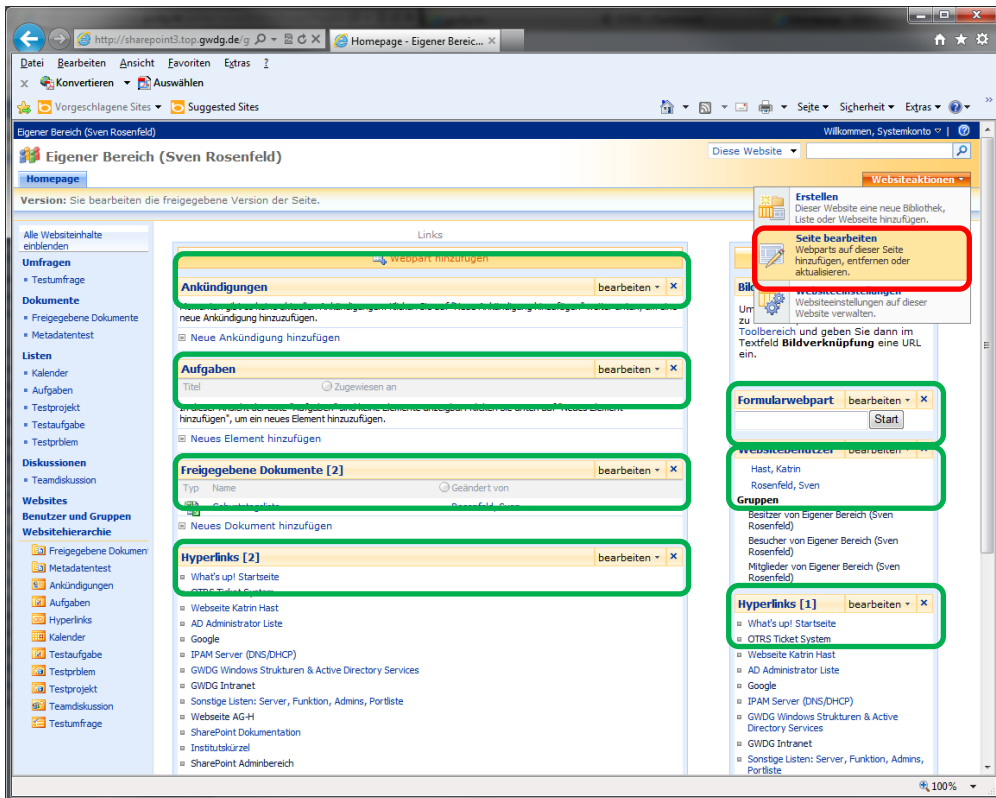 http://sharepoint3.top.gwdg.de/g
Homepage - Eigener Bereic...
Datei Bearbeiten Ansicht Favoriten Extras ?
x Konvertieren Auswählen
Vorgeschlagene Sites Suggested Sites
Seite Sicherheit Extras
Eigener Bereich (Sven Rosenfeld)
Willkommen, Systemkonto
Eigener Bereich (Sven Rosenfeld)
Diese Website
Homepage
Websiteaktionen
Version: Sie bearbeiten die freigegebene Version der Seite.
Erstellen
Dieser Website eine neue Bibliothek,
Liste oder Webseite hinzufügen.
Seite bearbeiten
Webparts auf dieser Seite
hinzufügen, entfernen oder
aktualisieren.
Websiteeinstellungen
Websiteeinstellungen auf dieser
Website verwalten.
Alle Websiteinhalte
einblenden
Umfragen
Testumfrage
Dokumente
Freigegebene Dokumente
Metadatentest
Listen
Kalender
Aufgaben
Testprojekt
Testaufgabe
Testprblem
Diskussionen
Teamdiskussion
Websites
Benutzer und Gruppen
Websitehierarchie
Freigegebene Dokumen
Metadatentest
Ankündigungen
Aufgaben
Hyperlinks
Kalender
Testaufgabe
Testprblem
Testprojekt
Teamdiskussion
Testumfrage
Links
Webpart hinzufügen
Ankündigungen bearbeiten
neue Ankündigung hinzuzufügen.
Neue Ankündigung hinzufügen
Aufgaben bearbeiten
Titel Zugewiesen an
hinzufügen", um ein neues Element hinzuzufügen.
Neues Element hinzufügen
Freigegebene Dokumente [2] bearbeiten
Typ Name Geändert von
Neues Dokument hinzufügen
Hyperlinks [2] bearbeiten
What's up! Startseite
OTRS Ticket System
Webseite Katrin Hast
AD Administrator Liste
Google
IPAM Server (DNS/DHCP)
GWDG Windows Strukturen & Active Directory Services
GWDG Intranet
Sonstige Listen: Server, Funktion, Admins, Portliste
Webseite AG-H
SharePoint Dokumentation
Institutskürzel
SharePoint Adminbereich
Bil
Um
zu
Toolbereich und geben Sie dann im
Textfeld Bildverknüpfung eine URL
ein.
Formularwebpart bearbeiten
Start
Websitebenutzer bearbeiten
Hast, Katrin
Rosenfeld, Sven
Gruppen
Besitzer von Eigener Bereich (Sven
Rosenfeld)
Besucher von Eigener Bereich (Sven
Rosenfeld)
Mitglieder von Eigener Bereich (Sven
Rosenfeld)
Hyperlinks [1] bearbeiten
What's up! Startseite
OTRS Ticket System
Webseite Katrin Hast
AD Administrator Liste
Google
IPAM Server (DNS/DHCP)
GWDG Windows Strukturen & Active
Directory Services
GWDG Intranet
Sonstige Listen: Server, Funktion, Admins,
Portliste
100%